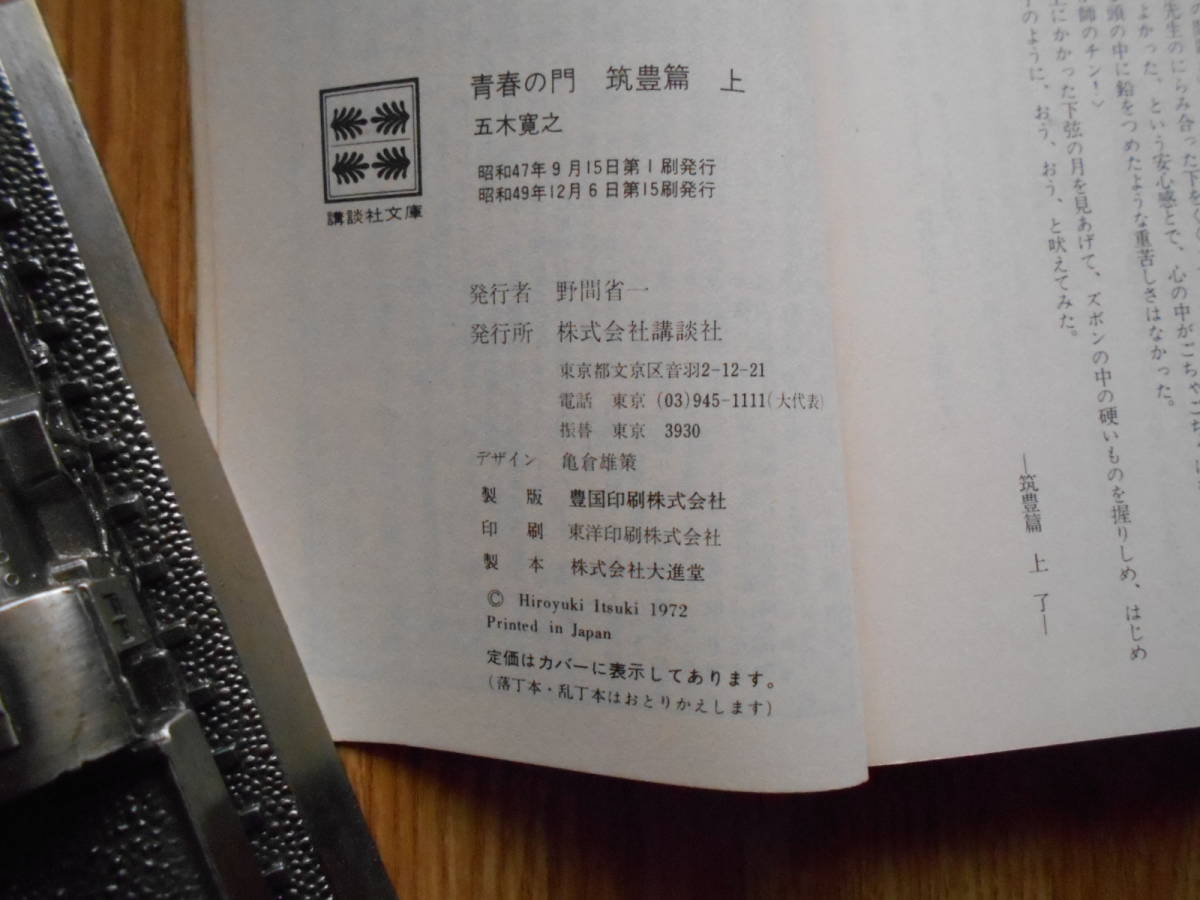 の
先生のにらみ合った下を
よかった、という安心感とで、心の中がごちゃごちゃ
頭の中に鉛をつめたような重苦しさはなかった。
師のチン!〉
にかかった下弦の月を見あげて、ズボンの中の硬いものを握りしめ、はじめ
のように、おう、おう、と吠えてみた。
―筑豊篇 上 了―
青春の門 筑豊篇 上
五木寛之
昭和47年9月15日第1刷発行
昭和49年12月6日第15刷発行
講談社文庫
発行者 野間省一
発行所 株式会社講談社
東京都文京区音羽2-12-21
電話 東京 (03)945-1111(大代表)
振替 東京 3930
デザイン 亀倉雄策
製版 豊国印刷株式会社
印刷 東洋印刷株式会社
製本 株式会社大進堂
© Hiroyuki Itsuki 1972
Printed in Japan
定価はカバーに表示してあります。
(落丁本・乱丁本はおとりかえします)